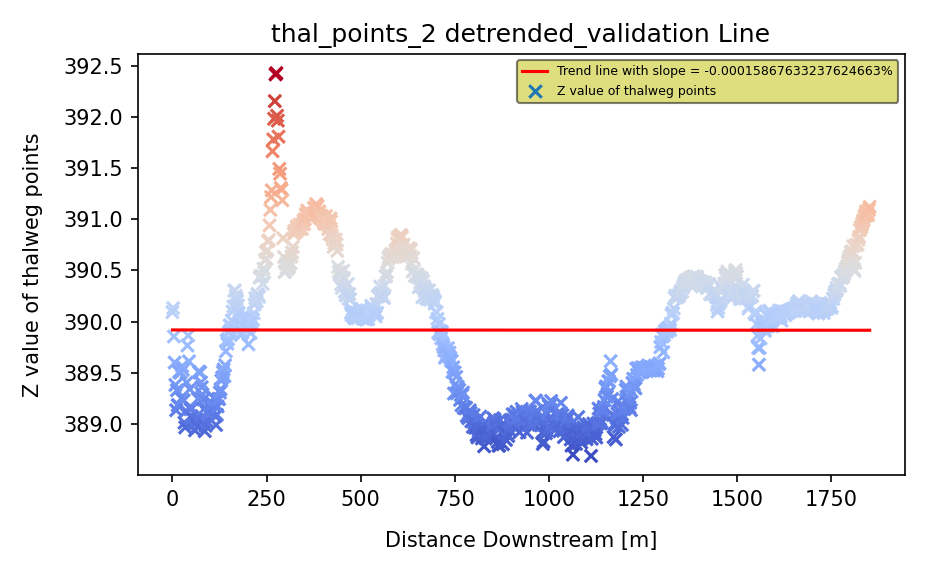 thal_points_2 detrended_validation Line
Trend line with slope = -0.00015867633237624663%
Z value of thalweg points
Z value of thalweg points
392.5
392.0
391.5
391.0
390.5
390.0
389.5
389.0
0 250 500 750 1000 1250 1500 1750
Distance Downstream [m]